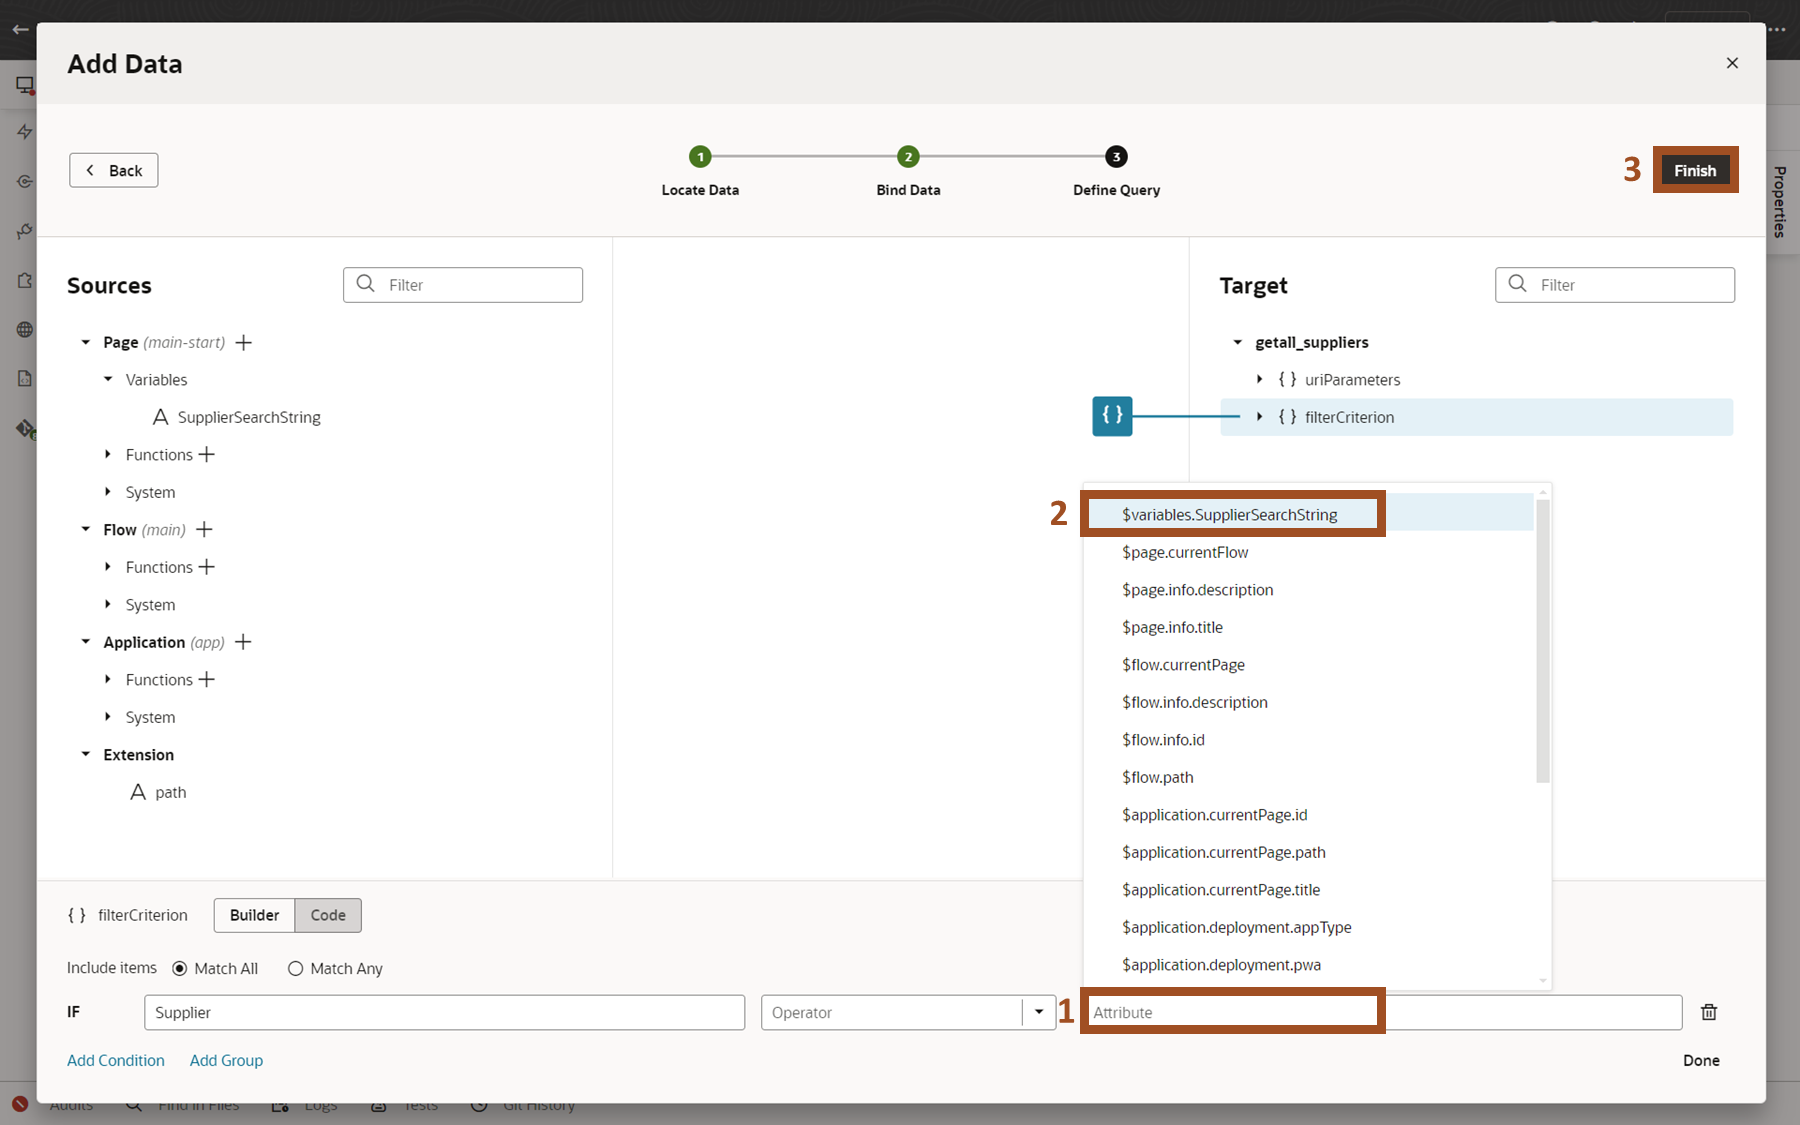 Add Data
Back
1
2
3
Locate Data
Bind Data
Define Query
3
Finish
Properties
Sources
Filter
Target
Filter
Page (main-start)
Variables
SupplierSearchString
Functions
System
Flow (main)
Functions
System
Application (app)
Functions
System
Extension
path
getall_suppliers
{ } uriParameters
{ }
{ } filterCriterion
2
$variables.SupplierSearchString
$page.currentFlow
$page.info.description
$page.info.title
$flow.currentPage
$flow.info.description
$flow.info.id
$flow.path
$application.currentPage.id
$application.currentPage.path
$application.currentPage.title
$application.deployment.appType
$application.deployment.pwa
{ } filterCriterion
Builder
Code
Include items
Match All
Match Any
IF
Supplier
Operator
1
Attribute
Add Condition
Add Group
Done
Audits
Find in Files
Logs
Tests
Git History